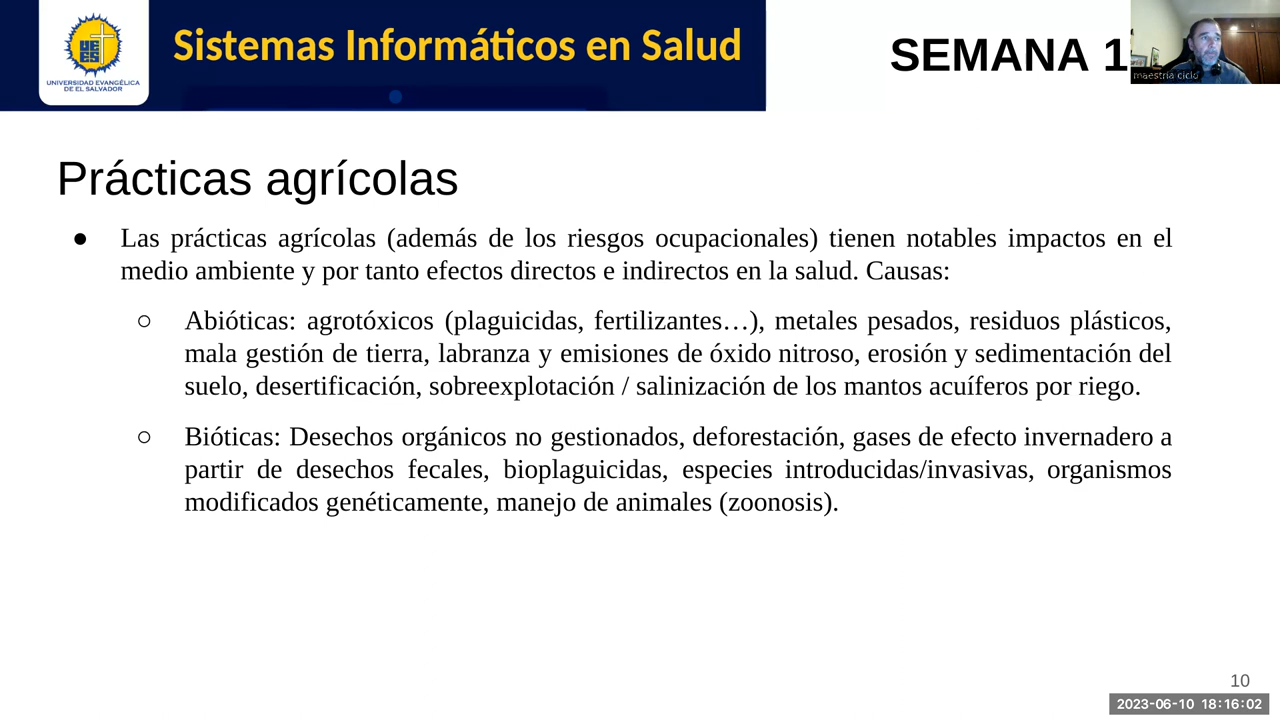 UEES
UNIVERSIDAD EVANGÉLICA
DE EL SALVADOR
Sistemas Informáticos en Salud
SEMANA 1
maestria ciclo
Prácticas agrícolas
● Las prácticas agrícolas (además de los riesgos ocupacionales) tienen notables impactos en el
medio ambiente y por tanto efectos directos e indirectos en la salud. Causas:
○ Abióticas: agrotóxicos (plaguicidas, fertilizantes…), metales pesados, residuos plásticos,
mala gestión de tierra, labranza y emisiones de óxido nitroso, erosión y sedimentación del
suelo, desertificación, sobreexplotación / salinización de los mantos acuíferos por riego.
○ Bióticas: Desechos orgánicos no gestionados, deforestación, gases de efecto invernadero a
partir de desechos fecales, bioplaguicidas, especies introducidas/invasivas, organismos
modificados genéticamente, manejo de animales (zoonosis).
10
2023-06-10 18:16:02